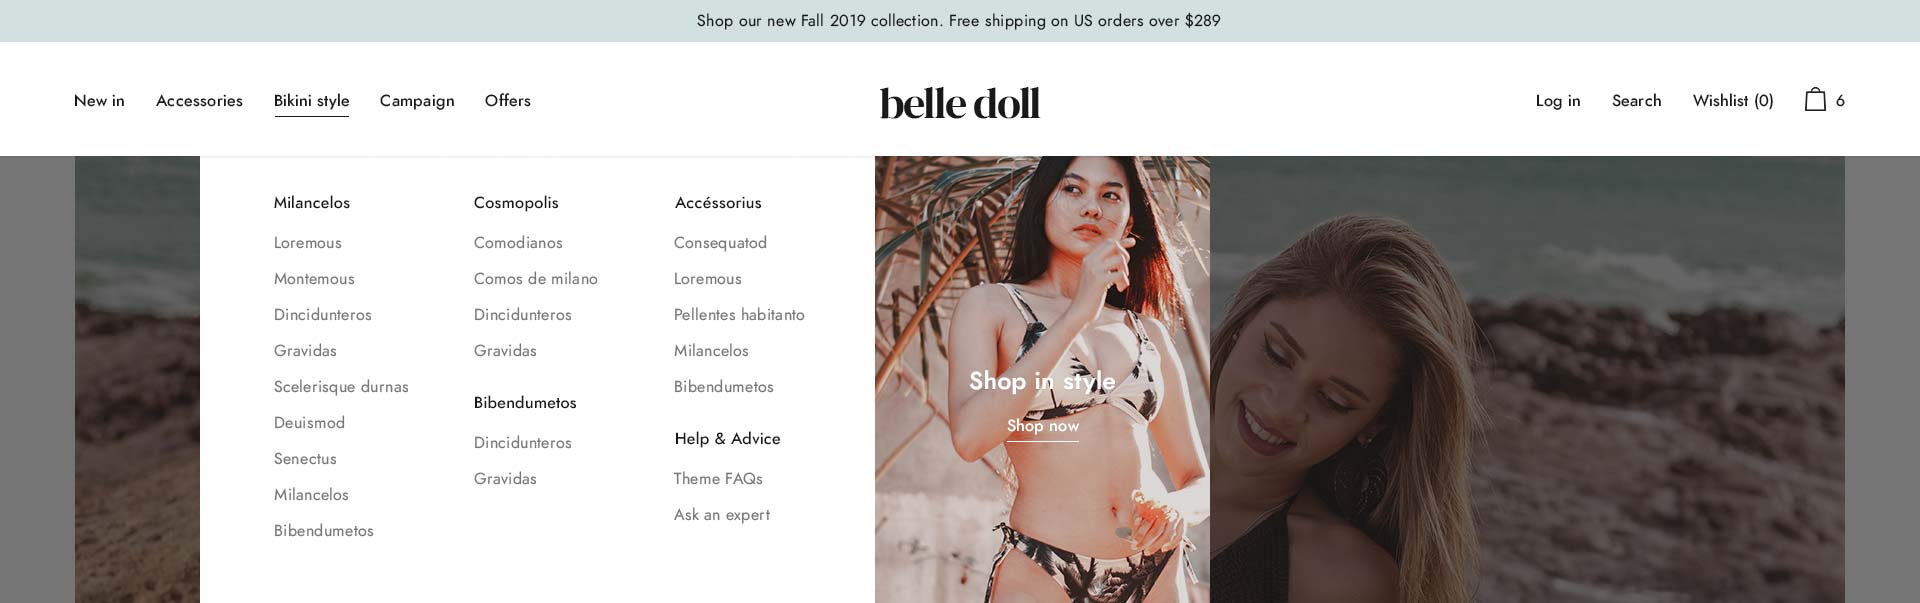 Shop our new Fall 2019 collection. Free shipping on US orders over $289
New in Accessories Bikini style Campaign Offers
belle doll
Log in Search Wishlist (0) 6
Milancelos
Loremous
Montemous
Dincidunteros
Gravidas
Scelerisque durnas
Deuismod
Senectus
Milancelos
Bibendumetos
Cosmopolis
Comodianos
Comos de milano
Dincidunteros
Gravidas
Bibendumetos
Dincidunteros
Gravidas
Accéssorius
Consequatod
Loremous
Pellentes habitanto
Milancelos
Bibendumetos
Help & Advice
Theme FAQs
Ask an expert
Shop in style
Shop now